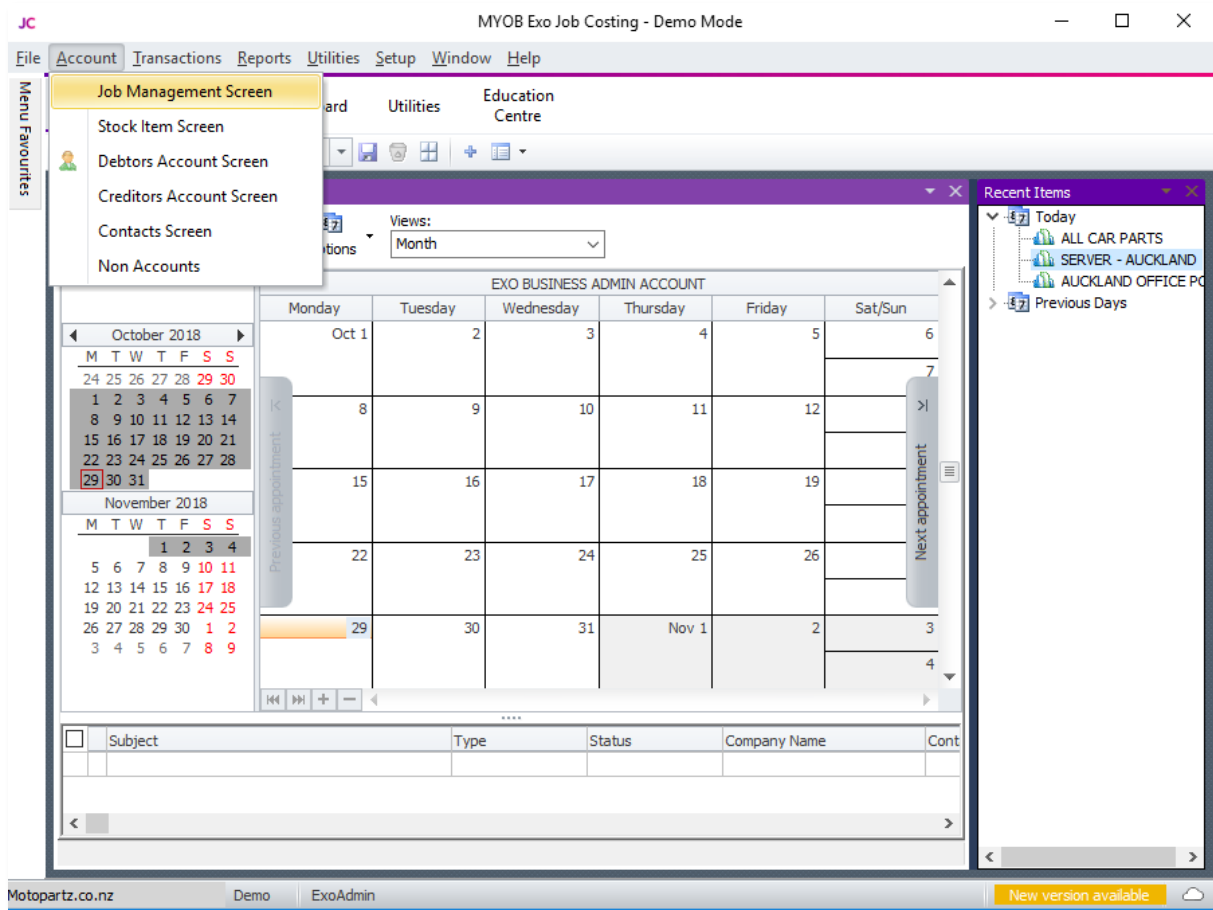 JC MYOB Exo Job Costing - Demo Mode
File Account Transactions Reports Utilities Setup Window Help
Menu Favourites
Job Management Screen
Stock Item Screen
Debtors Account Screen
Creditors Account Screen
Contacts Screen
Non Accounts
Utilities
Education
Centre
Views:
Month
EXO BUSINESS ADMIN ACCOUNT
Monday Tuesday Wednesday Thursday Friday Sat/Sun
Oct 1 2 3 4 5 6
7
8 9 10 11 12
15 16 17 18 19
22 23 24 25 26
29 30 31 Nov 1 2 3
4
Previous appointment
Next appointment
October 2018
M T W T F S S
24 25 26 27 28 29 30
1 2 3 4 5 6 7
8 9 10 11 12 13 14
15 16 17 18 19 20 21
22 23 24 25 26 27 28
29 30 31
November 2018
M T W T F S S
1 2 3 4
5 6 7 8 9 10 11
12 13 14 15 16 17 18
19 20 21 22 23 24 25
26 27 28 29 30 1 2
3 4 5 6 7 8 9
Subject Type Status Company Name Cont
Recent Items
Today
ALL CAR PARTS
SERVER - AUCKLAND
AUCKLAND OFFICE PC
Previous Days
Motopartz.co.nz Demo ExoAdmin New version available